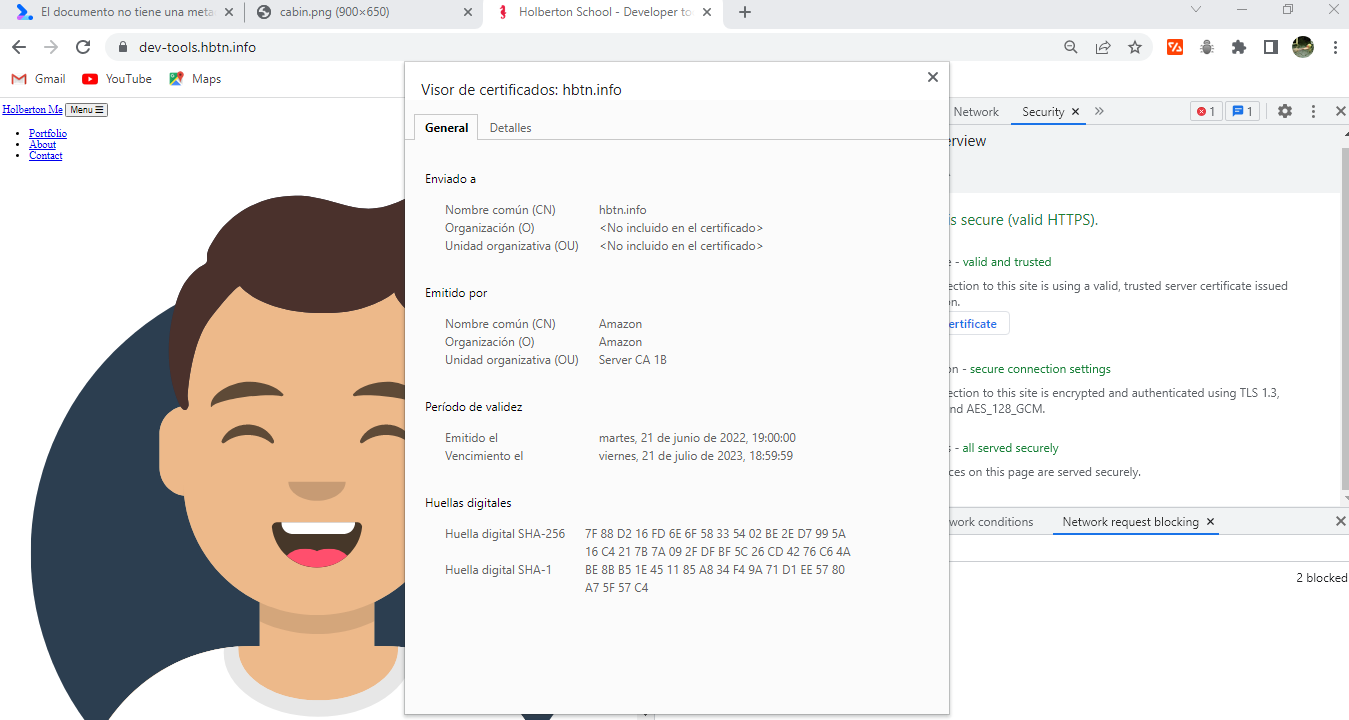 El documento no tiene una meta
cabin.png (900×650)
Holberton School - Developer to
dev-tools.hbtn.info
Gmail
YouTube
Maps
Holberton Me
Menu ☰
Portfolio
About
Contact
Visor de certificados: hbtn.info
General
Detalles
Enviado a
Nombre común (CN) hbtn.info
Organización (O) <No incluido en el certificado>
Unidad organizativa (OU) <No incluido en el certificado>
Emitido por
Nombre común (CN) Amazon
Organización (O) Amazon
Unidad organizativa (OU) Server CA 1B
Período de validez
Emitido el martes, 21 de junio de 2022, 19:00:00
Vencimiento el viernes, 21 de julio de 2023, 18:59:59
Huellas digitales
Huella digital SHA-256 7F 88 D2 16 FD 6E 6F 58 33 54 02 BE 2E D7 99 5A
16 C4 21 7B 7A 09 2F DF BF 5C 26 CD 42 76 C6 4A
Huella digital SHA-1 BE 8B B5 1E 45 11 85 A8 34 F4 9A 71 D1 EE 57 80
A7 5F 57 C4
Network
Security
1
1
erview
is secure (valid HTTPS).
e - valid and trusted
ection to this site is using a valid, trusted server certificate issued
on.
ertificate
on - secure connection settings
ection to this site is encrypted and authenticated using TLS 1.3,
nd AES_128_GCM.
s - all served securely
ces on this page are served securely.
work conditions
Network request blocking
2 blocked